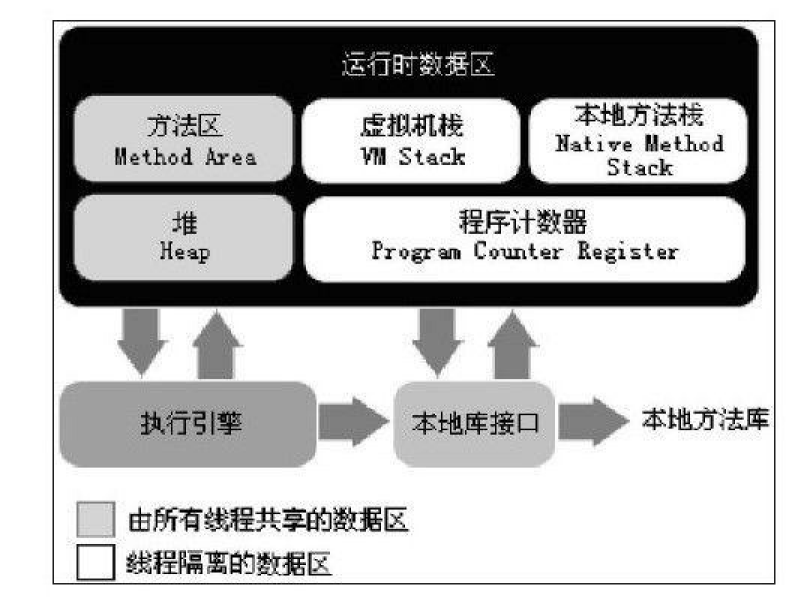 运行时数据区
方法区
Method Area
虚拟机栈
VM Stack
本地方法栈
Native Method
Stack
堆
Heap
程序计数器
Program Counter Register
执行引擎
本地库接口
本地方法库
由所有线程共享的数据区
线程隔离的数据区